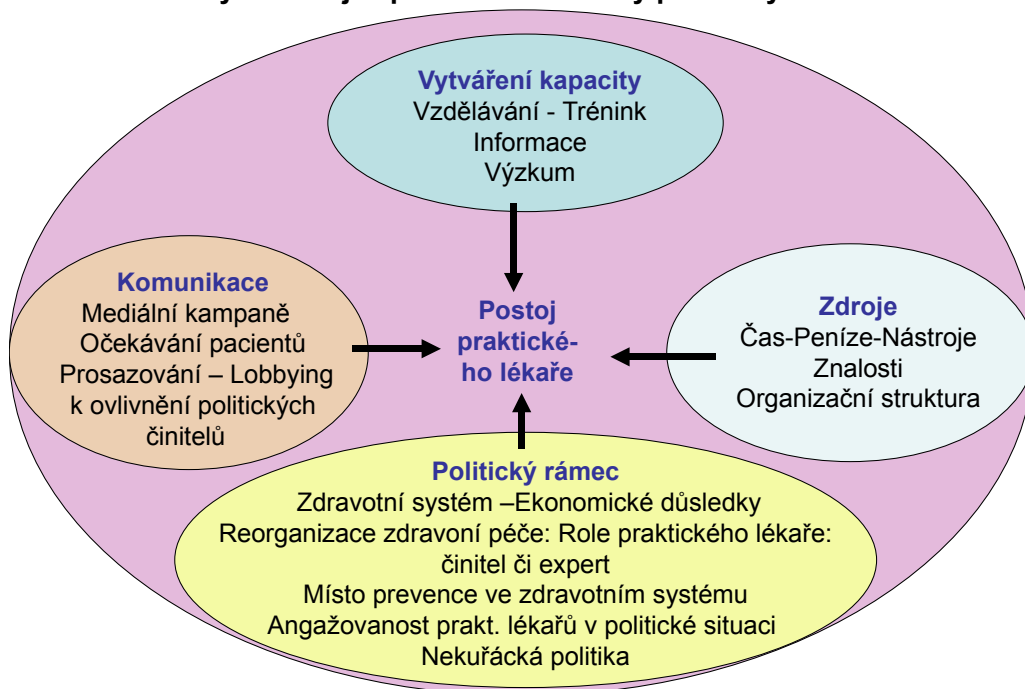 Vytváření kapacity
Vzdělávání - Trénink
Informace
Výzkum
Komunikace
Mediální kampaně
Očekávání pacientů
Prosazování – Lobbying
k ovlivnění politických
činitelů
Postoj
praktické-
ho lékaře
Zdroje
Čas-Peníze-Nástroje
Znalosti
Organizační struktura
Politický rámec
Zdravotní systém –Ekonomické důsledky
Reorganizace zdravoní péče: Role praktického lékaře:
činitel či expert
Místo prevence ve zdravotním systému
Angažovanost prakt. lékařů v politické situaci
Nekuřácká politika